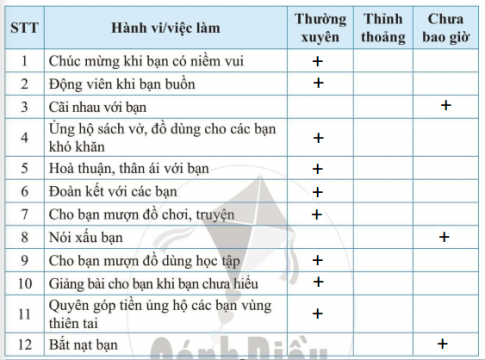 STT Hành vi/việc làm Thường xuyên Thỉnh thoảng Chưa bao giờ
1 Chúc mừng khi bạn có niềm vui +
2 Động viên khi bạn buồn +
3 Cãi nhau với bạn +
4 Ủng hộ sách vở, đồ dùng cho các bạn
khó khăn +
5 Hoà thuận, thân ái với bạn +
6 Đoàn kết với các bạn +
7 Cho bạn mượn đồ chơi, truyện +
8 Nói xấu bạn +
9 Cho bạn mượn đồ dùng học tập +
10 Giảng bài cho bạn khi bạn chưa hiểu +
11 Quyên góp tiền ủng hộ các bạn vùng
thiên tai +
12 Bắt nạt bạn +
Cánh Diều